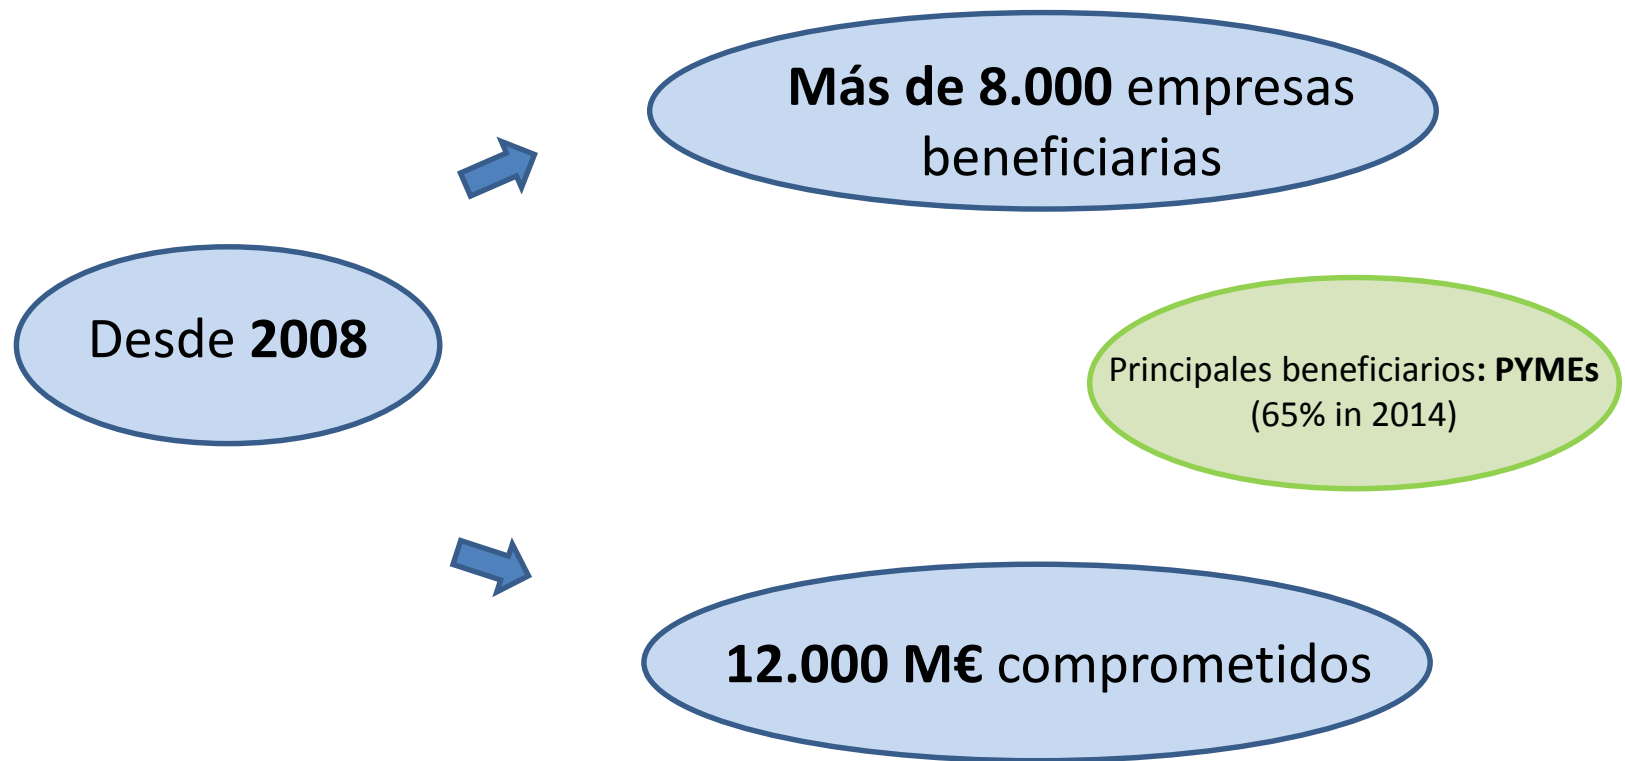 Más de 8.000 empresas
beneficiarias
Desde 2008
Principales beneficiarios: PYMEs
(65% in 2014)
12.000 M€ comprometidos